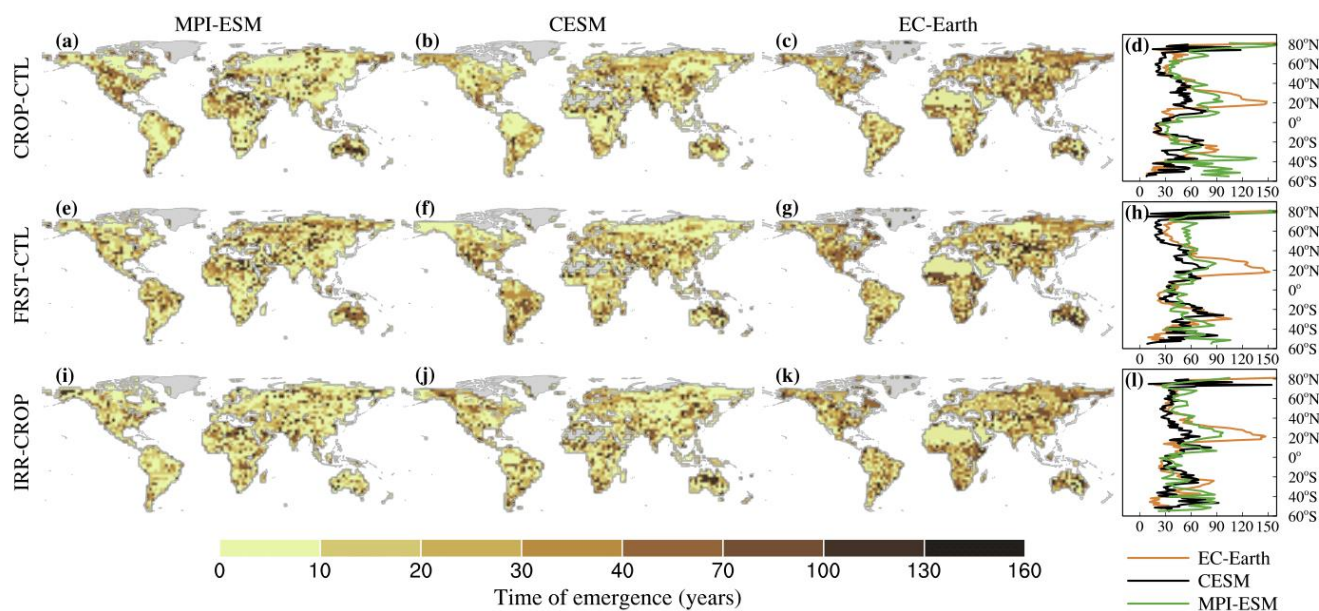 MPI-ESM CESM EC-Earth
CROP-CTL
(a) (b) (c) (d)
80°N
60°N
40°N
20°N
0°
20°S
40°S
60°S
0 30 60 90 120 150
FRST-CTL
(e) (f) (g) (h)
80°N
60°N
40°N
20°N
0°
20°S
40°S
60°S
0 30 60 90 120 150
IRR-CROP
(i) (j) (k) (l)
80°N
60°N
40°N
20°N
0°
20°S
40°S
60°S
0 30 60 90 120 150
0 10 20 30 40 70 100 130 160
Time of emergence (years)
EC-Earth
CESM
MPI-ESM